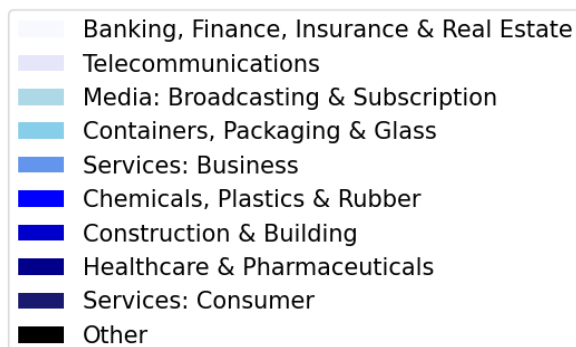 Banking, Finance, Insurance & Real Estate
Telecommunications
Media: Broadcasting & Subscription
Containers, Packaging & Glass
Services: Business
Chemicals, Plastics & Rubber
Construction & Building
Healthcare & Pharmaceuticals
Services: Consumer
Other